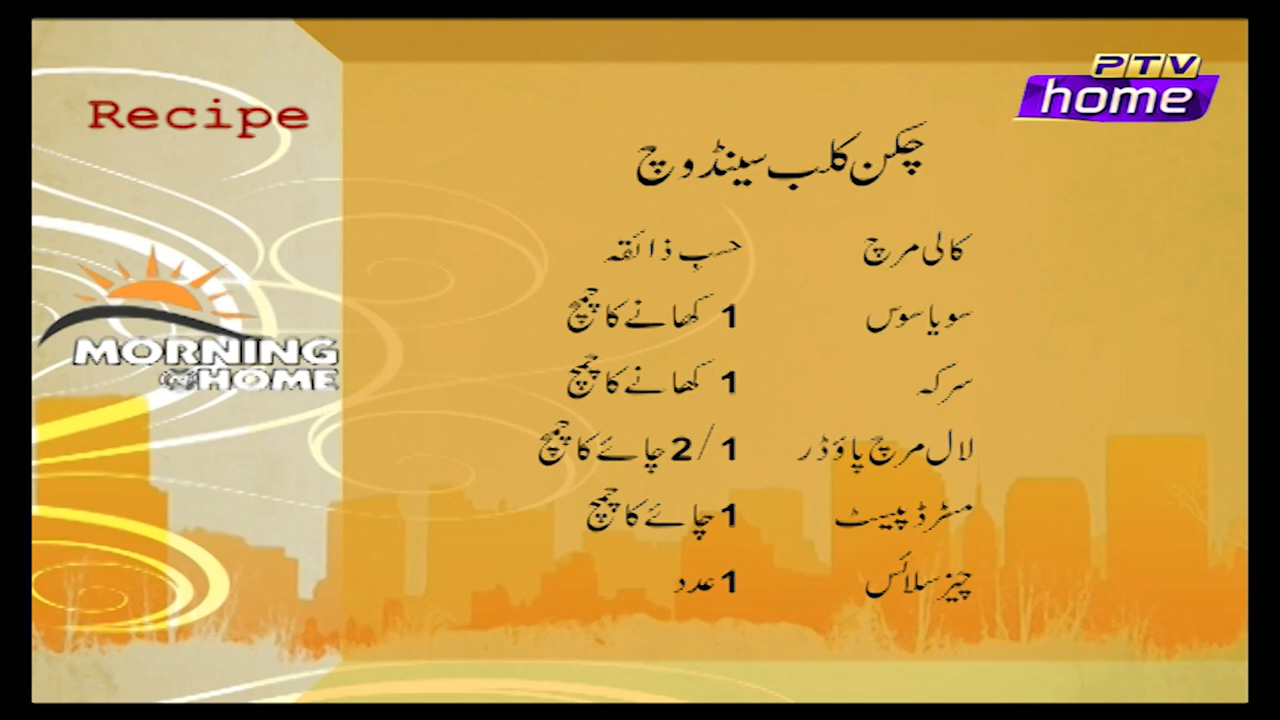 Recipe
PTV
home
چکن کلب سینڈوچ
کالی مرچ حسبِ ذائقہ
سویا سوس 1 کھانے کا چمچ
سرکہ 1 کھانے کا چمچ
لال مرچ پاؤڈر 1/2 چائے کا چمچ
مسٹرڈ پیسٹ 1 چائے کا چمچ
چیز سلائس 1 عدد
MORNING
@HOME